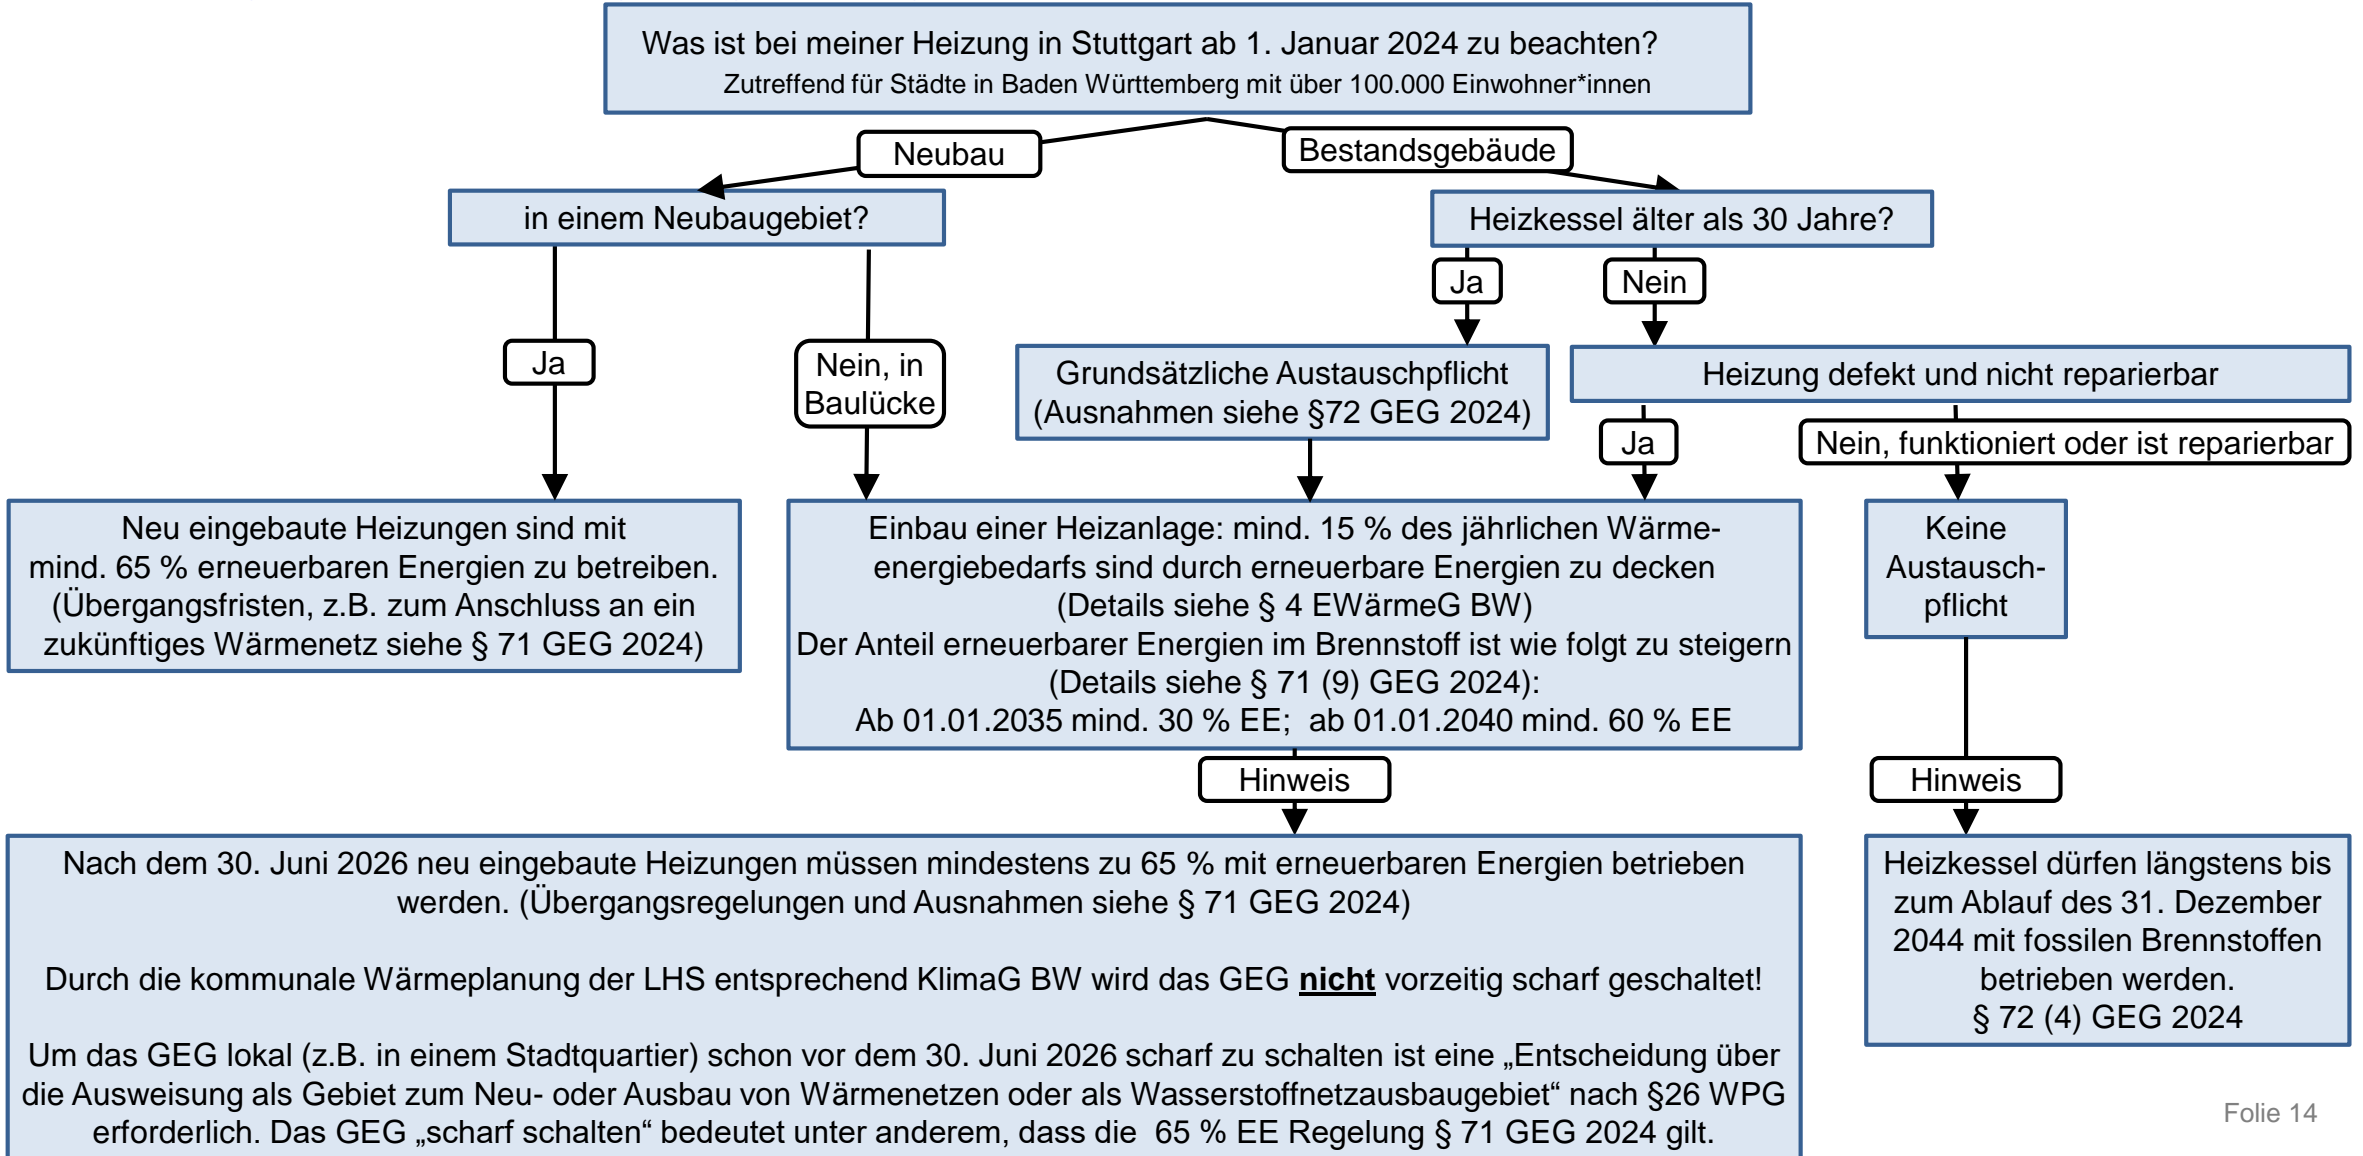 Was ist bei meiner Heizung in Stuttgart ab 1. Januar 2024 zu beachten?
Zutreffend für Städte in Baden Württemberg mit über 100.000 Einwohner*innen
Neubau
Bestandsgebäude
in einem Neubaugebiet?
Heizkessel älter als 30 Jahre?
Ja
Nein
Ja
Nein, in
Baulücke
Grundsätzliche Austauschpflicht
(Ausnahmen siehe §72 GEG 2024)
Heizung defekt und nicht reparierbar
Ja
Nein, funktioniert oder ist reparierbar
Neu eingebaute Heizungen sind mit
mind. 65 % erneuerbaren Energien zu betreiben.
(Übergangsfristen, z.B. zum Anschluss an ein
zukünftiges Wärmenetz siehe § 71 GEG 2024)
Einbau einer Heizanlage: mind. 15 % des jährlichen Wärme-
energiebedarfs sind durch erneuerbare Energien zu decken
(Details siehe § 4 EWärmeG BW)
Der Anteil erneuerbarer Energien im Brennstoff ist wie folgt zu steigern
(Details siehe § 71 (9) GEG 2024):
Ab 01.01.2035 mind. 30 % EE; ab 01.01.2040 mind. 60 % EE
Keine
Austausch-
pflicht
Hinweis
Hinweis
Nach dem 30. Juni 2026 neu eingebaute Heizungen müssen mindestens zu 65 % mit erneuerbaren Energien betrieben
werden. (Übergangsregelungen und Ausnahmen siehe § 71 GEG 2024)
Durch die kommunale Wärmeplanung der LHS entsprechend KlimaG BW wird das GEG nicht vorzeitig scharf geschaltet!
Um das GEG lokal (z.B. in einem Stadtquartier) schon vor dem 30. Juni 2026 scharf zu schalten ist eine „Entscheidung über
die Ausweisung als Gebiet zum Neu- oder Ausbau von Wärmenetzen oder als Wasserstoffnetzausbaugebiet“ nach §26 WPG
erforderlich. Das GEG „scharf schalten“ bedeutet unter anderem, dass die 65 % EE Regelung § 71 GEG 2024 gilt.
Heizkessel dürfen längstens bis
zum Ablauf des 31. Dezember
2044 mit fossilen Brennstoffen
betrieben werden.
§ 72 (4) GEG 2024
Folie 14